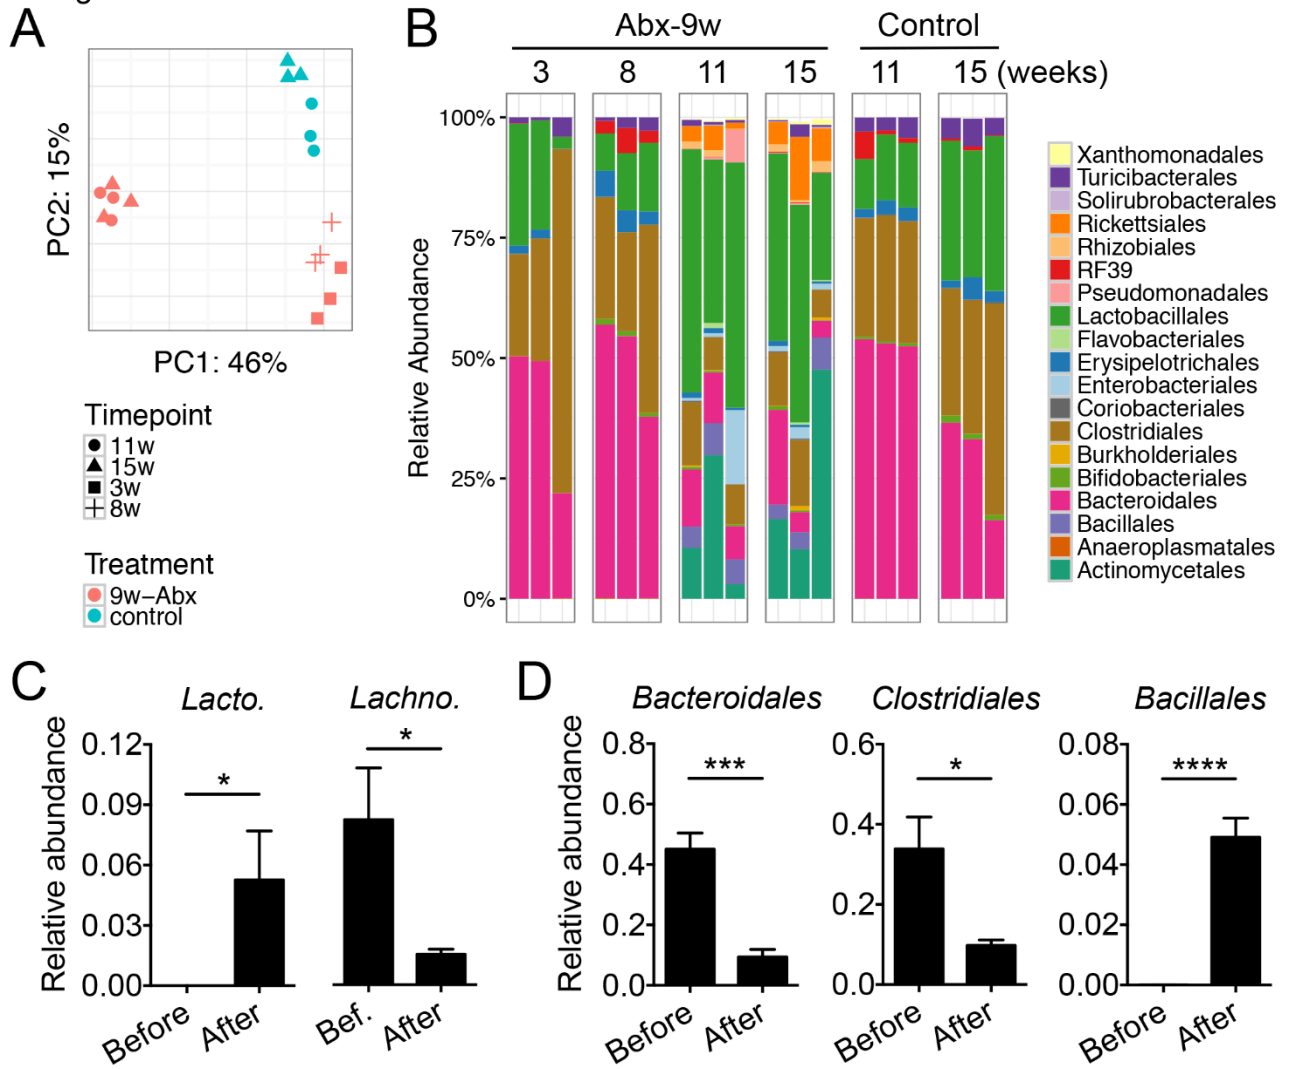 A
PC2: 15%
PC1: 46%
Timepoint
11w
15w
3w
8w
Treatment
9w-Abx
control
B
Abx-9w
Control
3
8
11
15
11
15
(weeks)
Relative Abundance
100%
75%
50%
25%
0%
Xanthomonadales
Turicibacterales
Solirubrobacterales
Rickettsiales
Rhizobiales
RF39
Pseudomonadales
Lactobacillales
Flavobacteriales
Erysipelotrichales
Enterobacteriales
Coriobacteriales
Clostridiales
Burkholderiales
Bifidobacteriales
Bacteroidales
Bacillales
Anaeroplasmatales
Actinomycetales
C
Lacto.
Relative abundance
0.12
0.09
0.06
0.03
0.00
*
Before
After
Lachno.
*
Bef.
After
D
Bacteroidales
Relative abundance
0.8
0.6
0.4
0.2
0.0
***
Before
After
Clostridiales
0.6
0.4
0.2
0.0
*
Before
After
Bacillales
0.08
0.06
0.04
0.02
0.00
****
Before
After